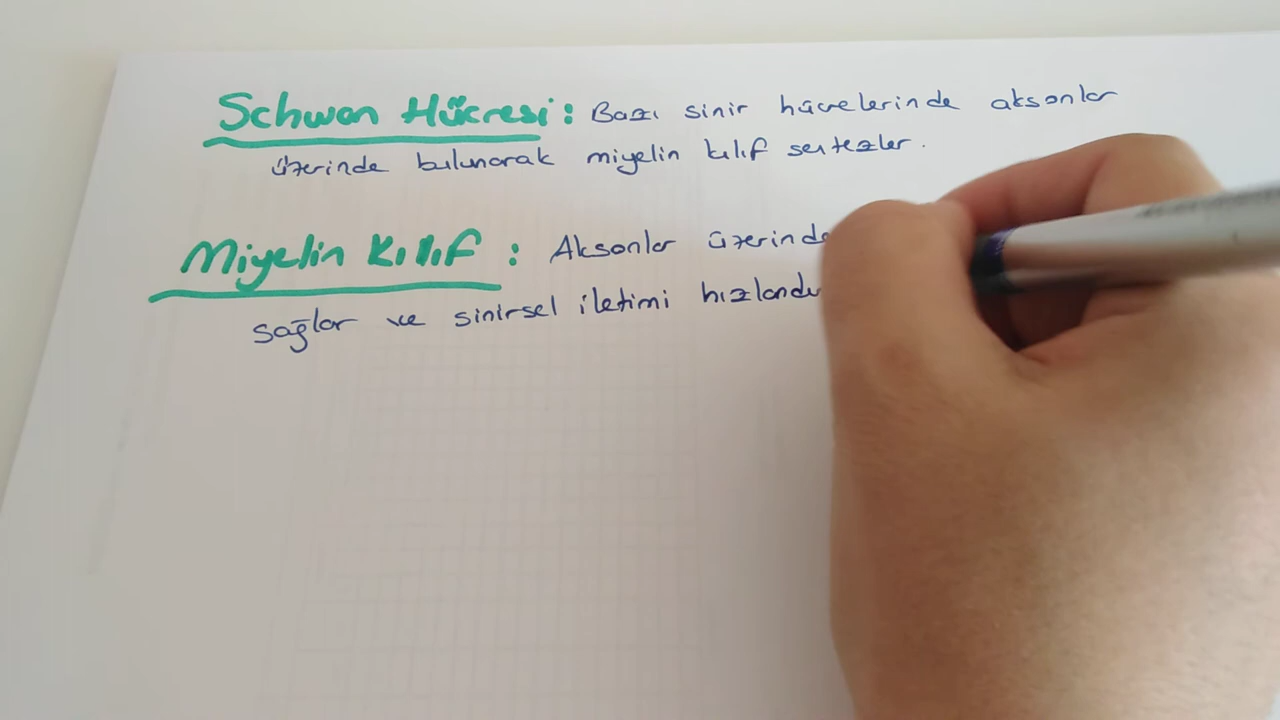 Schwan Hücresi: Bazı sinir hücrelerinde aksonlar
üzerinde bulunarak miyelin kılıf sentezler.
Miyelin Kılıf : Aksonlar üzerinde
sağlar ve sinirsel iletimi